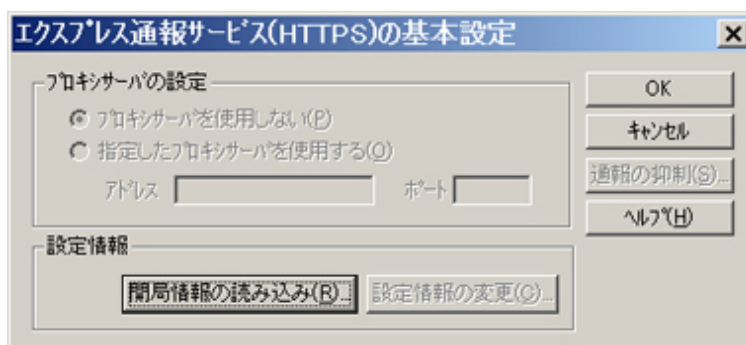 エクスプレス通報サービス(HTTPS)の基本設定
プロキシサーバの設定
プロキシサーバを使用しない(P)
指定したプロキシサーバを使用する(O)
アドレス ポート
設定情報
開局情報の読み込み(R)... 設定情報の変更(C)...
OK
キャンセル
通報の抑制(S)...
ヘルプ(H)